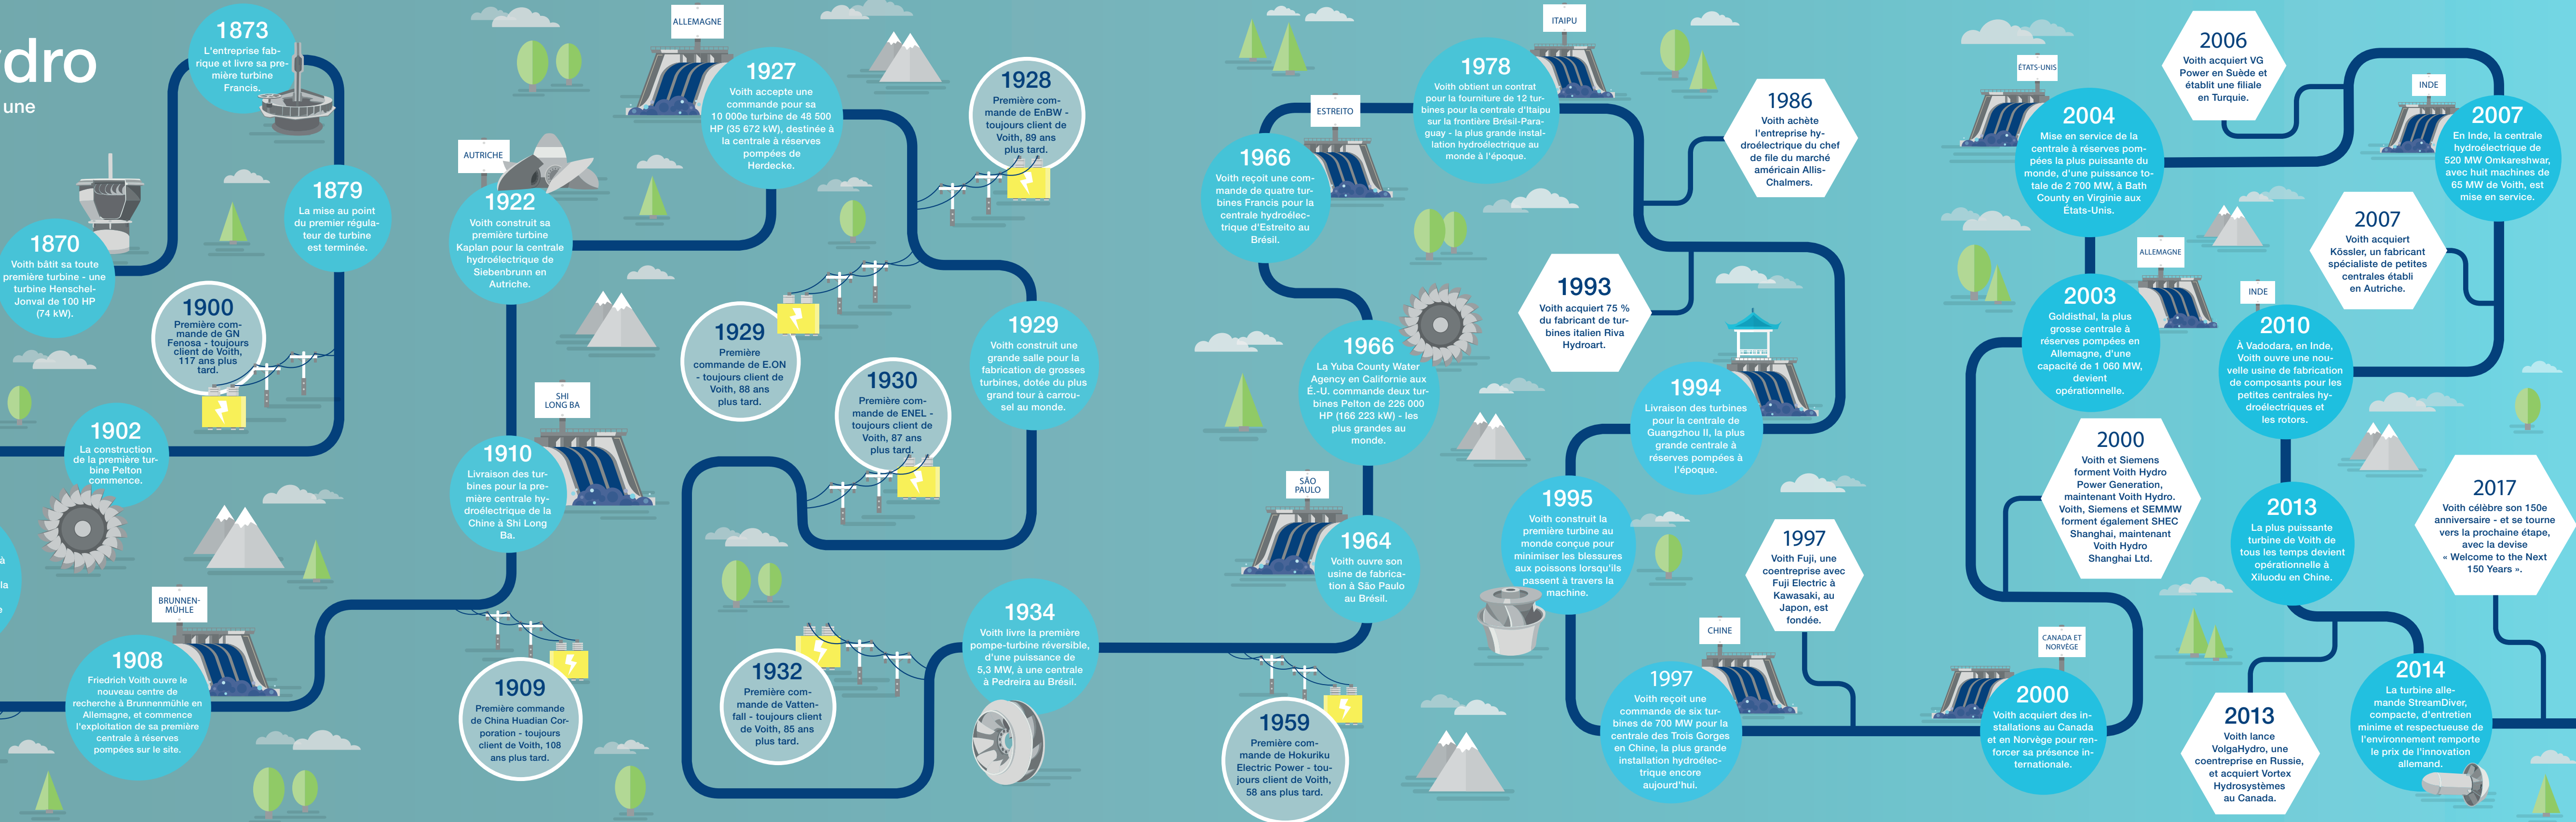 dro
une
1870
Voith bâtit sa toute
première turbine - une
turbine Henschel-
Jonval de 100 HP
(74 kW).
1873
L'entreprise fab-
rique et livre sa pre-
mière turbine
Francis.
1879
La mise au point
du premier régula-
teur de turbine
est terminée.
1900
Première com-
mande de GN
Fenosa - toujours
client de Voith,
117 ans plus
tard.
1902
La construction
de la première tur-
bine Pelton
commence.
à
la
e
BRUNNEN-
MÜHLE
1908
Friedrich Voith ouvre le
nouveau centre de
recherche à Brunnenmühle en
Allemagne, et commence
l'exploitation de sa première
centrale à réserves
pompées sur le site.
1909
Première commande
de China Huadian Cor-
poration - toujours
client de Voith, 108
ans plus tard.
SHI
LONG BA
1910
Livraison des tur-
bines pour la pre-
mière centrale hy-
droélectrique de la
Chine à Shi Long
Ba.
AUTRICHE
1922
Voith construit sa
première turbine
Kaplan pour la centrale
hydroélectrique de
Siebenbrunn en
Autriche.
ALLEMAGNE
1927
Voith accepte une
commande pour sa
10 000e turbine de 48 500
HP (35 672 kW), destinée à
la centrale à réserves
pompées de
Herdecke.
1928
Première com-
mande de EnBW -
toujours client de
Voith, 89 ans
plus tard.
1929
Première
commande de E.ON
- toujours client de
Voith, 88 ans
plus tard.
1929
Voith construit une
grande salle pour la
fabrication de grosses
turbines, dotée du plus
grand tour à carrou-
sel au monde.
1930
Première com-
mande de ENEL -
toujours client de
Voith, 87 ans
plus tard.
1932
Première com-
mande de Vatten-
fall - toujours client
de Voith, 85 ans
plus tard.
1934
Voith livre la première
pompe-turbine réversible,
d'une puissance de
5,3 MW, à une centrale
à Pedreira au Brésil.
1959
Première com-
mande de Hokuriku
Electric Power - tou-
jours client de Voith,
58 ans plus tard.
SÃO
PAULO
1964
Voith ouvre son
usine de fabrica-
tion à São Paulo
au Brésil.
1966
La Yuba County Water
Agency en Californie aux
É.-U. commande deux tur-
bines Pelton de 226 000
HP (166 223 kW) - les
plus grandes au
monde.
ESTREITO
1966
Voith reçoit une com-
mande de quatre tur-
bines Francis pour la
centrale hydroélec-
trique d'Estreito au
Brésil.
ITAIPU
1978
Voith obtient un contrat
pour la fourniture de 12 tur-
bines pour la centrale d'Itaipu
sur la frontière Brésil-Para-
guay - la plus grande instal-
lation hydroélectrique au
monde à l'époque.
1986
Voith achète
l'entreprise hy-
droélectrique du chef
de file du marché
américain Allis-
Chalmers.
1993
Voith acquiert 75 %
du fabricant de tur-
bines italien Riva
Hydroart.
1994
Livraison des turbines
pour la centrale de
Guangzhou II, la plus
grande centrale à
réserves pompées à
l'époque.
1995
Voith construit la
première turbine au
monde conçue pour
minimiser les blessures
aux poissons lorsqu'ils
passent à travers la
machine.
1997
Voith Fuji, une
coentreprise avec
Fuji Electric à
Kawasaki, au
Japon, est
fondée.
CHINE
1997
Voith reçoit une
commande de six tur-
bines de 700 MW pour la
centrale des Trois Gorges
en Chine, la plus grande
installation hydroélec-
trique encore
aujourd'hui.
CANADA ET
NORVÈGE
2000
Voith acquiert des in-
stallations au Canada
et en Norvège pour ren-
forcer sa présence in-
ternationale.
2000
Voith et Siemens
forment Voith Hydro
Power Generation,
maintenant Voith Hydro.
Voith, Siemens et SEMMW
forment également SHEC
Shanghai, maintenant
Voith Hydro
Shanghai Ltd.
ALLEMAGNE
2003
Goldisthal, la plus
grosse centrale à
réserves pompées en
Allemagne, d'une
capacité de 1 060 MW,
devient
opérationnelle.
ÉTATS-UNIS
2004
Mise en service de la
centrale à réserves pom-
pées la plus puissante du
monde, d'une puissance to-
tale de 2 700 MW, à Bath
County en Virginie aux
États-Unis.
2006
Voith acquiert VG
Power en Suède et
établit une filiale
en Turquie.
INDE
2007
En Inde, la centrale
hydroélectrique de
520 MW Omkareshwar,
avec huit machines de
65 MW de Voith, est
mise en service.
2007
Voith acquiert
Kössler, un fabricant
spécialiste de petites
centrales établi
en Autriche.
INDE
2010
À Vadodara, en Inde,
Voith ouvre une nou-
velle usine de fabrication
de composants pour les
petites centrales hy-
droélectriques et
les rotors.
2013
La plus puissante
turbine de Voith de
tous les temps devient
opérationnelle à
Xiluodu en Chine.
2013
Voith lance
VolgaHydro, une
coentreprise en Russie,
et acquiert Vortex
Hydrosystèmes
au Canada.
2014
La turbine alle-
mande StreamDiver,
compacte, d'entretien
minime et respectueuse de
l'environnement remporte
le prix de l'innovation
allemand.
2017
Voith célèbre son 150e
anniversaire - et se tourne
vers la prochaine étape,
avec la devise
« Welcome to the Next
150 Years ».